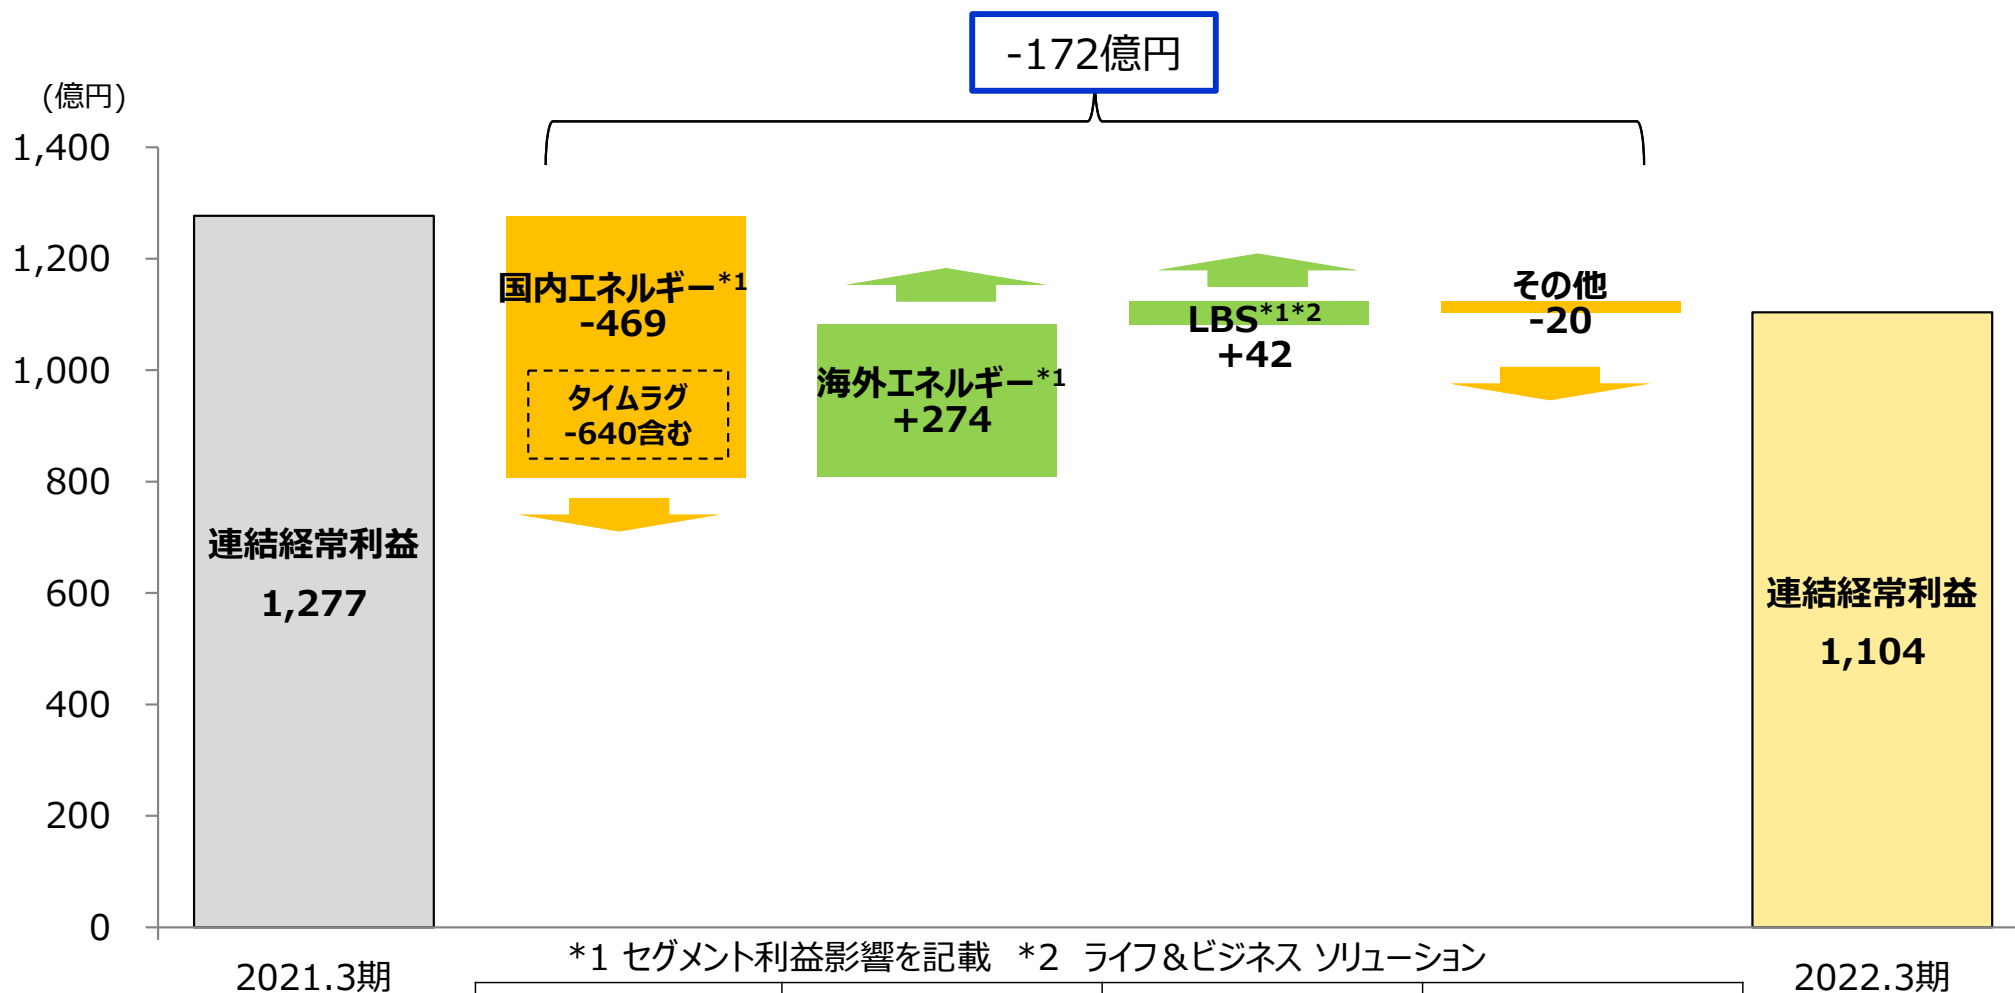 -172億円
(億円)
1,400
1,200
1,000
800
600
400
200
0
連結経常利益
1,277
国内エネルギー*1
-469
タイムラグ
-640含む
海外エネルギー*1
+274
LBS*1*2
+42
その他
-20
連結経常利益
1,104
*1 セグメント利益影響を記載 *2 ライフ&ビジネス ソリューション
2021.3期
2022.3期